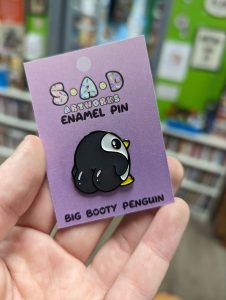 S•A•D
ARTWORKS
ENAMEL PIN
BIG BOOTY PENGUIN